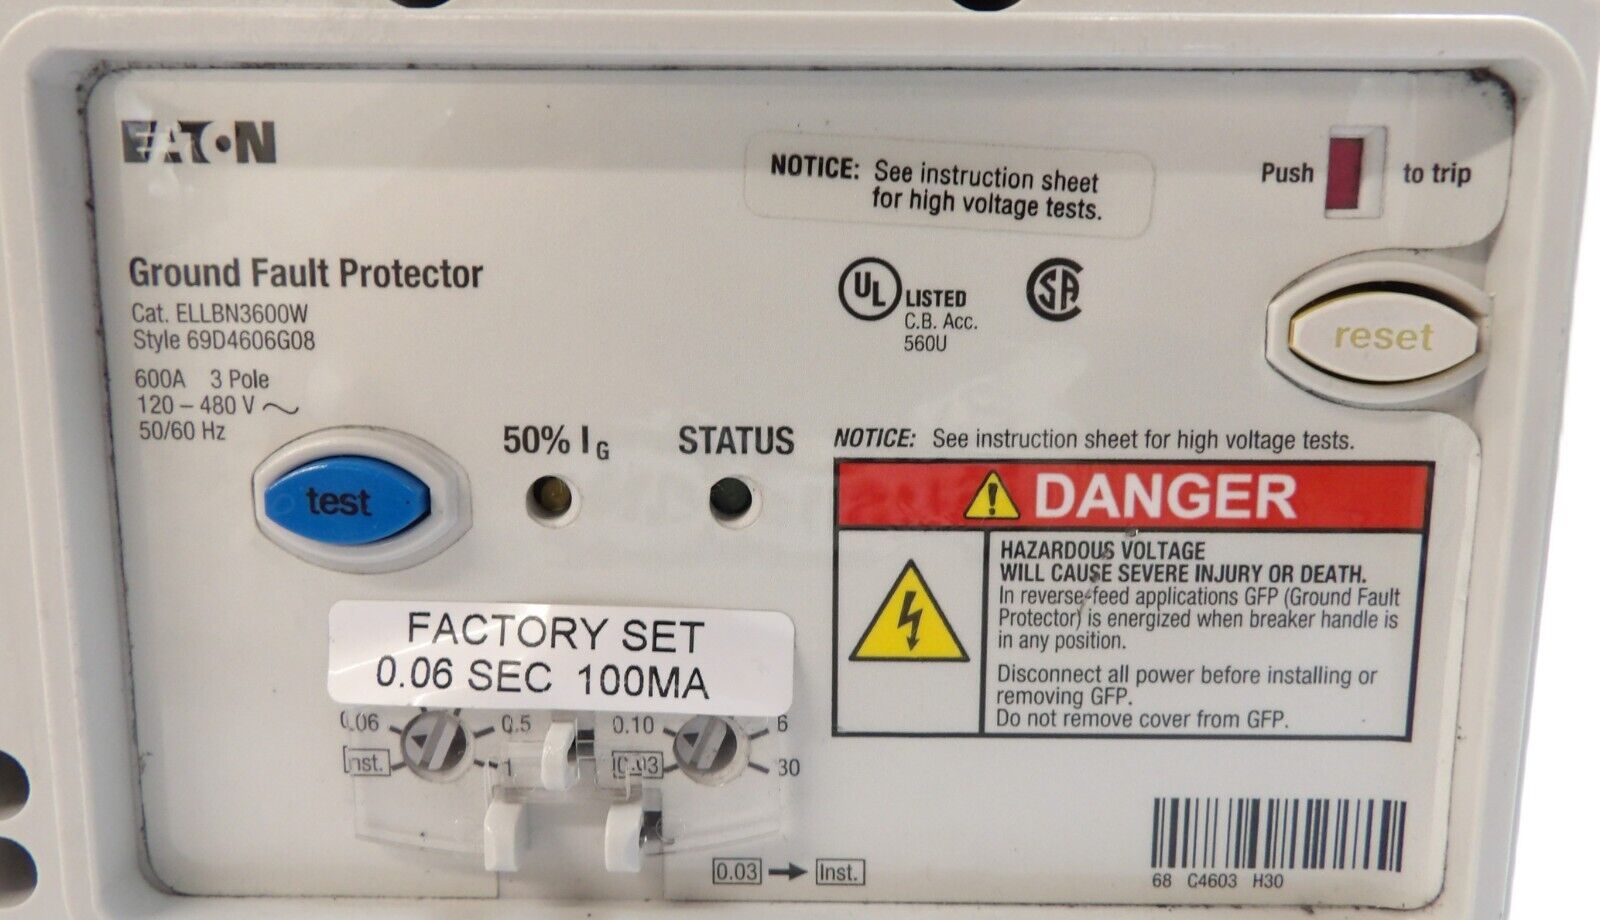 EATON
NOTICE: See instruction sheet
for high voltage tests.
Push to trip
Ground Fault Protector
Cat. ELLBN3600W
Style 69D4606G08
600A 3 Pole
120 – 480 V ~
50/60 Hz
UL LISTED
C.B. Acc.
560U
SA
reset
test
50% IG
STATUS
NOTICE: See instruction sheet for high voltage tests.
DANGER
HAZARDOUS VOLTAGE
WILL CAUSE SEVERE INJURY OR DEATH.
In reverse feed applications GFP (Ground Fault
Protector) is energized when breaker handle is
in any position.
Disconnect all power before installing or
removing GFP.
Do not remove cover from GFP.
FACTORY SET
0.06 SEC 100MA
0.06 0.5 0.10 6
Inst. 1 0.03 30
0.03 → Inst.
68 C4603 H30